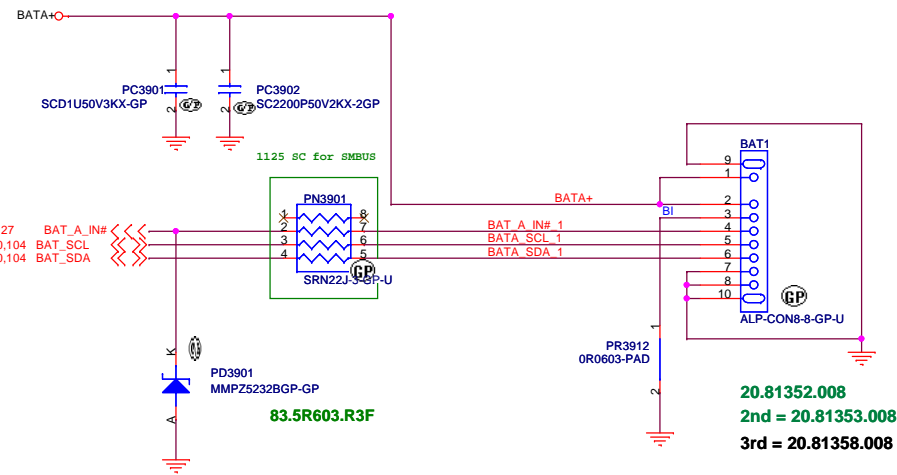 BATA+
1
1
PC3901
SCD1U50V3KX-GP
2
G/P
PC3902
SC2200P50V2KX-2GP
2
G/P
1125 SC for SMBUS
PN3901
1
8
2
7
3
6
4
5
SRN22J-3-GP-U
GP
27
BAT_A_IN#
0,104
BAT_SCL
0,104
BAT_SDA
BATA+
BI
BAT_A_IN#_1
BATA_SCL_1
BATA_SDA_1
BAT1
9
1
2
3
4
5
6
7
8
10
GP
ALP-CON8-8-GP-U
K
PD3901
MMPZ5232BGP-GP
A
83.5R603.R3F
1
PR3912
0R0603-PAD
2
20.81352.008
2nd = 20.81353.008
3rd = 20.81358.008